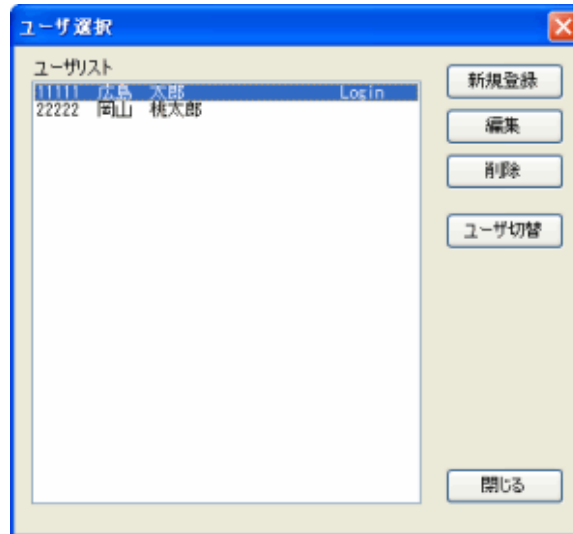 ユーザ選択
ユーザリスト
11111 広島 太郎 Login
22222 岡山 桃太郎
新規登録
編集
削除
ユーザ切替
閉じる